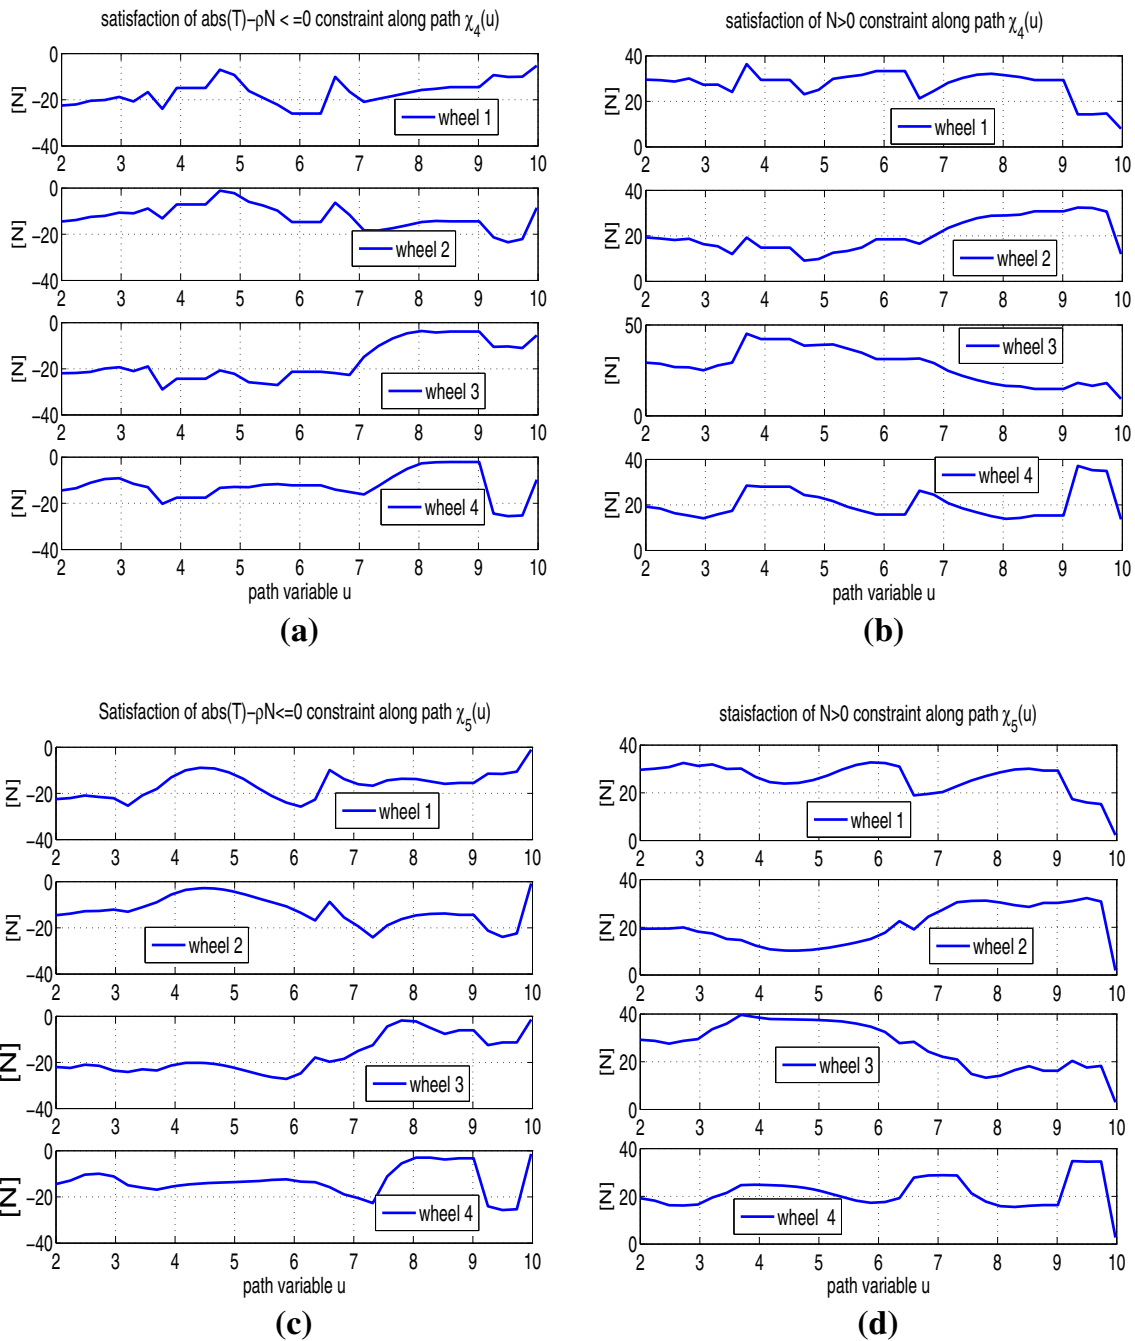 satisfaction of abs(T)-ρN < =0 constraint along path χ4(u)
0
−20
−40
[N]
wheel 1
2 3 4 5 6 7 8 9 10
0
−20
−40
[N]
wheel 2
2 3 4 5 6 7 8 9 10
0
−20
−40
[N]
wheel 3
2 3 4 5 6 7 8 9 10
0
−20
−40
[N]
wheel 4
2 3 4 5 6 7 8 9 10
path variable u
(a)
satisfaction of N>0 constraint along path χ4(u)
40
20
0
[N]
wheel 1
2 3 4 5 6 7 8 9 10
40
20
0
[N]
wheel 2
2 3 4 5 6 7 8 9 10
50
0
[N]
wheel 3
2 3 4 5 6 7 8 9 10
40
20
0
[N]
wheel 4
2 3 4 5 6 7 8 9 10
path variable u
(b)
Satisfaction of abs(T)-ρN<=0 constraint along path χ5(u)
0
−20
−40
[N]
wheel 1
2 3 4 5 6 7 8 9 10
0
−20
−40
[N]
wheel 2
2 3 4 5 6 7 8 9 10
0
−20
−40
[N]
wheel 3
2 3 4 5 6 7 8 9 10
0
−20
−40
[N]
wheel 4
2 3 4 5 6 7 8 9 10
path variable u
(c)
staisfaction of N>0 constraint along path χ5(u)
40
20
0
[N]
wheel 1
2 3 4 5 6 7 8 9 10
40
20
0
[N]
wheel 2
2 3 4 5 6 7 8 9 10
40
20
0
[N]
wheel 3
2 3 4 5 6 7 8 9 10
40
20
0
[N]
wheel 4
2 3 4 5 6 7 8 9 10
path variable u
(d)